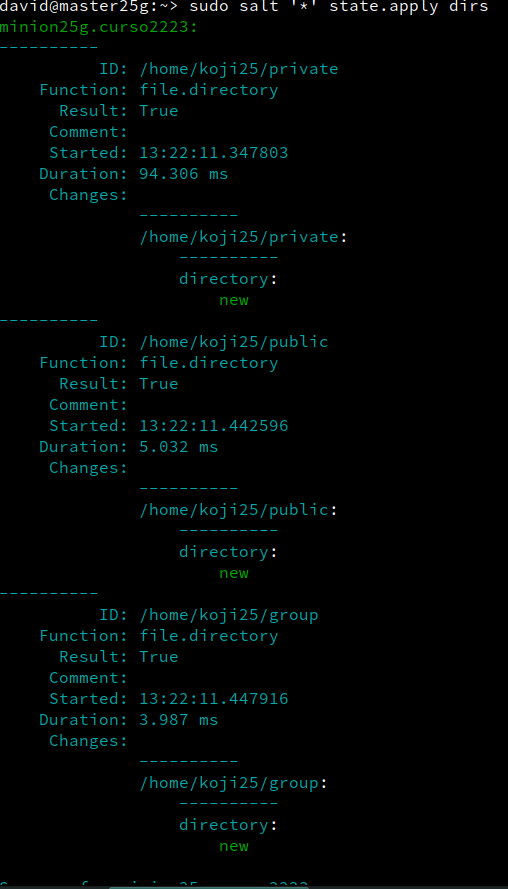 david@master25g:~> sudo salt '*' state.apply dirs
minion25g.curso2223:
----------
          ID: /home/koji25/private
    Function: file.directory
      Result: True
     Comment:
     Started: 13:22:11.347803
    Duration: 94.306 ms
     Changes:
              ----------
              /home/koji25/private:
                  ----------
                  directory:
                      new
----------
          ID: /home/koji25/public
    Function: file.directory
      Result: True
     Comment:
     Started: 13:22:11.442596
    Duration: 5.032 ms
     Changes:
              ----------
              /home/koji25/public:
                  ----------
                  directory:
                      new
----------
          ID: /home/koji25/group
    Function: file.directory
      Result: True
     Comment:
     Started: 13:22:11.447916
    Duration: 3.987 ms
     Changes:
              ----------
              /home/koji25/group:
                  ----------
                  directory:
                      new